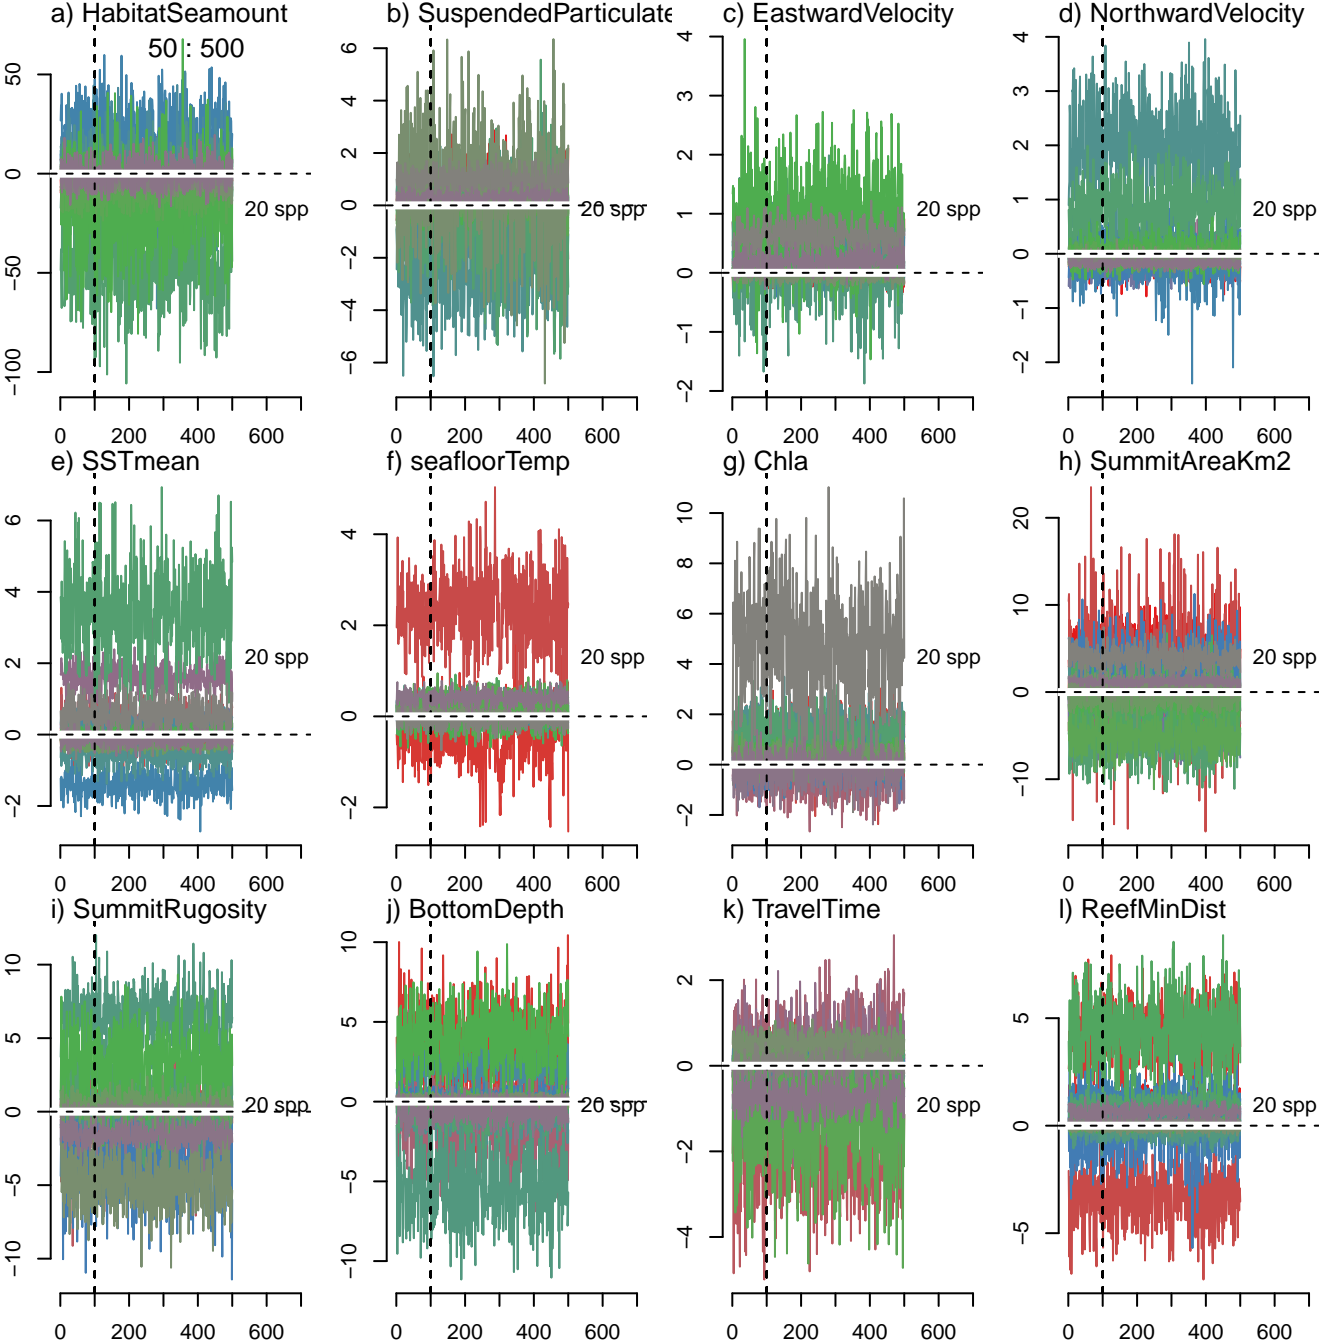 a) HabitatSeamount
50 : 500
50
0
−50
−100
20 spp
0 200 400 600
b) SuspendedParticulate
6
4
2
0
−2
−4
−6
20 spp
0 200 400 600
c) EastwardVelocity
4
3
2
1
0
−1
−2
20 spp
0 200 400 600
d) NorthwardVelocity
4
3
2
1
0
−1
−2
20 spp
0 200 400 600
e) SSTmean
6
4
2
0
−2
20 spp
0 200 400 600
f) seafloorTemp
4
2
0
−2
20 spp
0 200 400 600
g) Chla
10
8
6
4
2
0
−2
20 spp
0 200 400 600
h) SummitAreaKm2
20
10
0
−10
20 spp
0 200 400 600
i) SummitRugosity
10
5
0
−5
−10
20 spp
0 200 400 600
j) BottomDepth
10
5
0
−5
−10
20 spp
0 200 400 600
k) TravelTime
2
0
−2
−4
20 spp
0 200 400 600
l) ReefMinDist
5
0
−5
20 spp
0 200 400 600